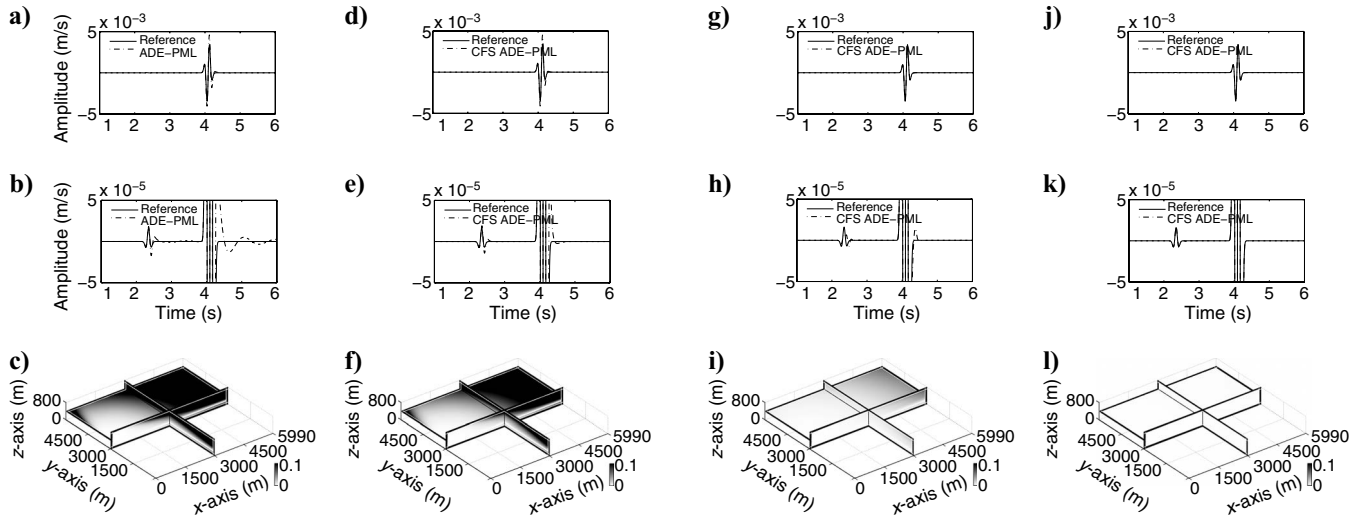 a)
5 x 10−3
Reference
ADE−PML
−5
Amplitude (m/s)
1 2 3 4 5 6
d)
5 x 10−3
Reference
CFS ADE−PML
−5
1 2 3 4 5 6
g)
5 x 10−3
Reference
CFS ADE−PML
−5
1 2 3 4 5 6
j)
5 x 10−3
Reference
CFS ADE−PML
−5
1 2 3 4 5 6
b)
5 x 10−5
Reference
ADE−PML
−5
Amplitude (m/s)
1 2 3 4 5 6
Time (s)
e)
5 x 10−5
Reference
CFS ADE−PML
−5
1 2 3 4 5 6
Time (s)
h)
5 x 10−5
Reference
CFS ADE−PML
−5
1 2 3 4 5 6
Time (s)
k)
5 x 10−5
Reference
CFS ADE−PML
−5
1 2 3 4 5 6
Time (s)
c)
z-axis (m)
800
0
4500
3000
1500
0
y-axis (m)
5990
4500
3000
1500
x-axis (m)
0.1
0
f)
z-axis (m)
800
0
4500
3000
1500
0
y-axis (m)
5990
4500
3000
1500
x-axis (m)
0.1
0
i)
z-axis (m)
800
0
4500
3000
1500
0
y-axis (m)
5990
4500
3000
1500
x-axis (m)
0.1
0
l)
z-axis (m)
800
0
4500
3000
1500
0
y-axis (m)
5990
4500
3000
1500
x-axis (m)
0.1
0